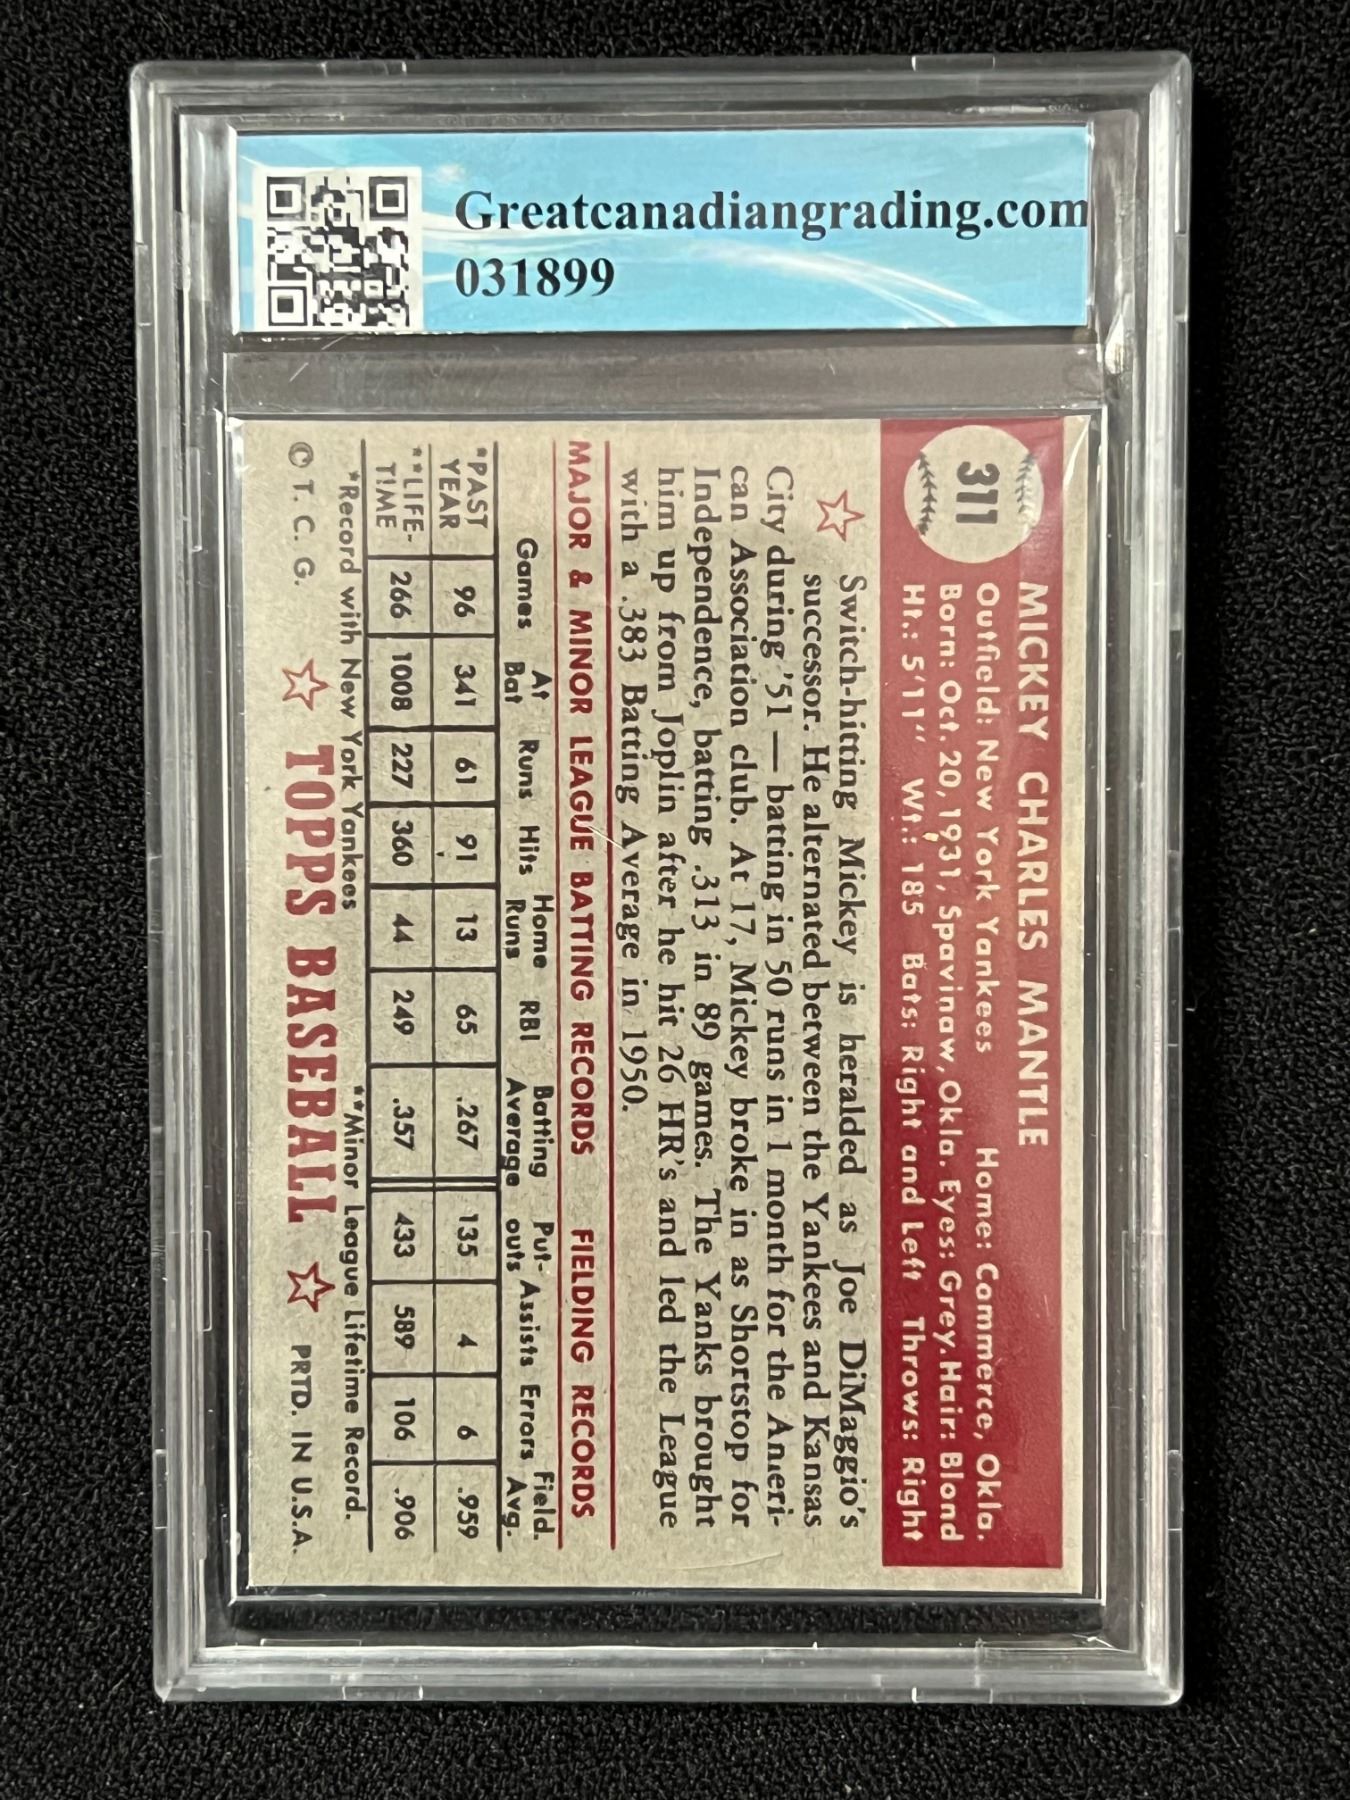 Greatcanadiangrading.com
031899
311
MICKEY CHARLES MANTLE
Outfield: New York Yankees Home: Commerce, Okla.
Born: Oct. 20, 1931, Spavinaw, Okla. Eyes: Grey. Hair: Blond
Ht.: 5'11" Wt.: 185 Bats: Right and Left Throws: Right
Switch-hitting Mickey is heralded as Joe DiMaggio's
successor. He alternated between the Yankees and Kansas
City during '51 — batting in 50 runs in 1 month for the Ameri-
can Association club. At 17, Mickey broke in as Shortstop for
Independence, batting .313 in 89 games. The Yanks brought
him up from Joplin after he hit 26 HR's and led the League
with a .383 Batting Average in 1950.
MAJOR & MINOR LEAGUE BATTING RECORDS FIELDING RECORDS
Games At Bat Runs Hits Home Runs RBI Batting Average Put-outs Assists Errors Field. Avg.
*PAST YEAR 96 341 61 91 13 65 .267 135 4 6 .959
**LIFE-TIME 266 1008 227 360 44 249 .357 433 589 106 .906
*Record with New York Yankees **Minor League Lifetime Record.
© T. C. G. TOPPS BASEBALL PRTD. IN U.S.A.